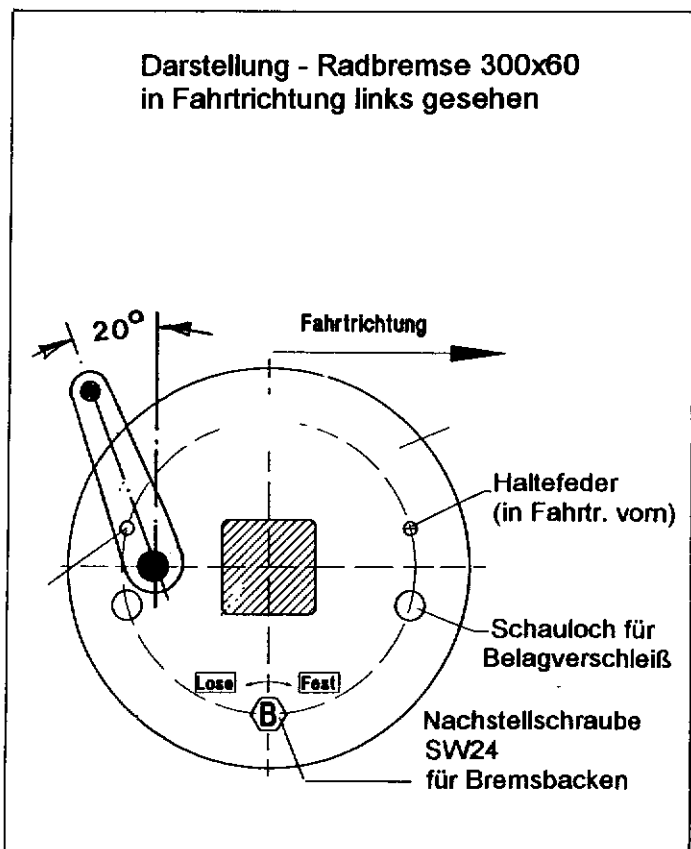 Darstellung - Radbremse 300x60
in Fahrtrichtung links gesehen
20°
Fahrtrichtung
Haltefeder
(in Fahrtr. vorn)
Schauloch für
Belagverschleiß
Lose
Fest
B
Nachstellschraube
SW24
für Bremsbacken